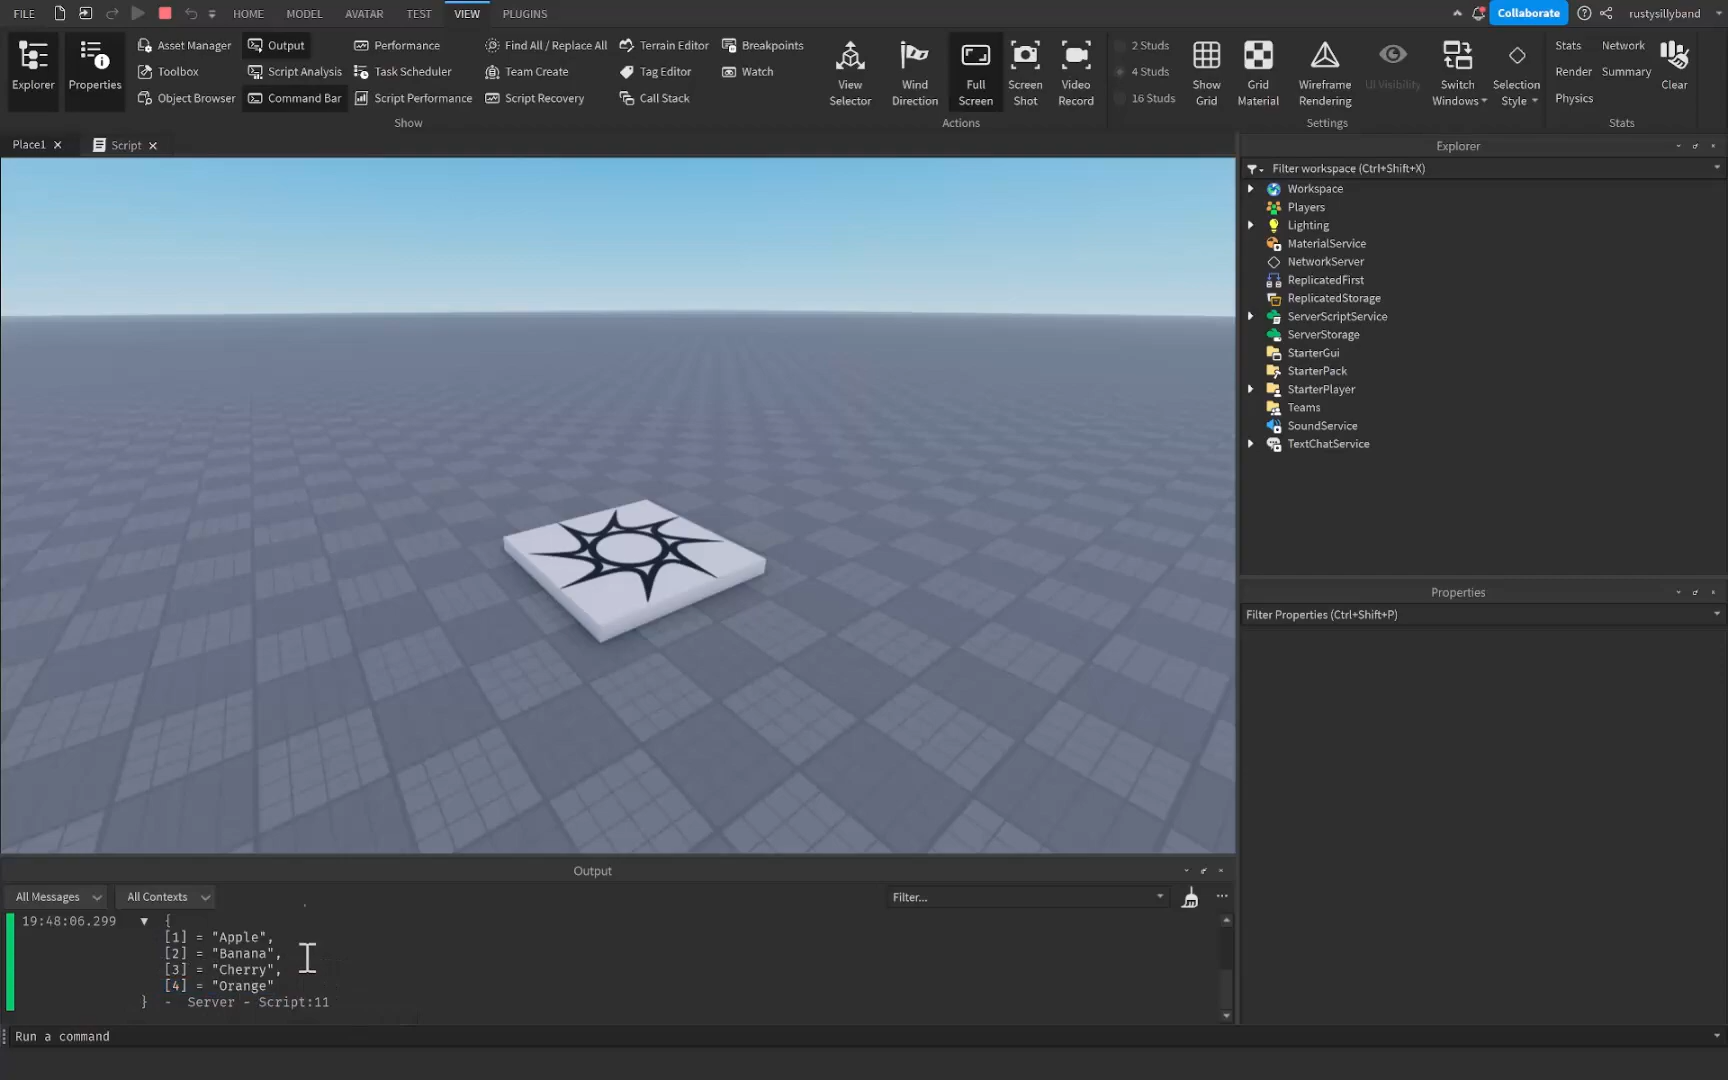 FILE HOME MODEL AVATAR TEST VIEW PLUGINS Collaborate rustysillyband
Explorer
Properties
Asset Manager
Toolbox
Object Browser
Output
Script Analysis
Command Bar
Performance
Task Scheduler
Script Performance
Find All / Replace All
Team Create
Script Recovery
Terrain Editor
Tag Editor
Call Stack
Breakpoints
Watch
Show
View
Selector
Wind
Direction
Full
Screen
Screen
Shot
Video
Record
Actions
2 Studs
4 Studs
16 Studs
Show
Grid
Grid
Material
Wireframe
Rendering
UI Visibility
Switch
Windows
Selection
Style
Settings
Stats
Render
Physics
Network
Summary
Clear
Stats
Place1
Script
Explorer
Filter workspace (Ctrl+Shift+X)
Workspace
Players
Lighting
MaterialService
NetworkServer
ReplicatedFirst
ReplicatedStorage
ServerScriptService
ServerStorage
StarterGui
StarterPack
StarterPlayer
Teams
SoundService
TextChatService
Properties
Filter Properties (Ctrl+Shift+P)
Output
All Messages All Contexts Filter...
19:48:06.299 ▼ {
[1] = "Apple",
[2] = "Banana",
[3] = "Cherry",
[4] = "Orange"
} - Server - Script:11
Run a command